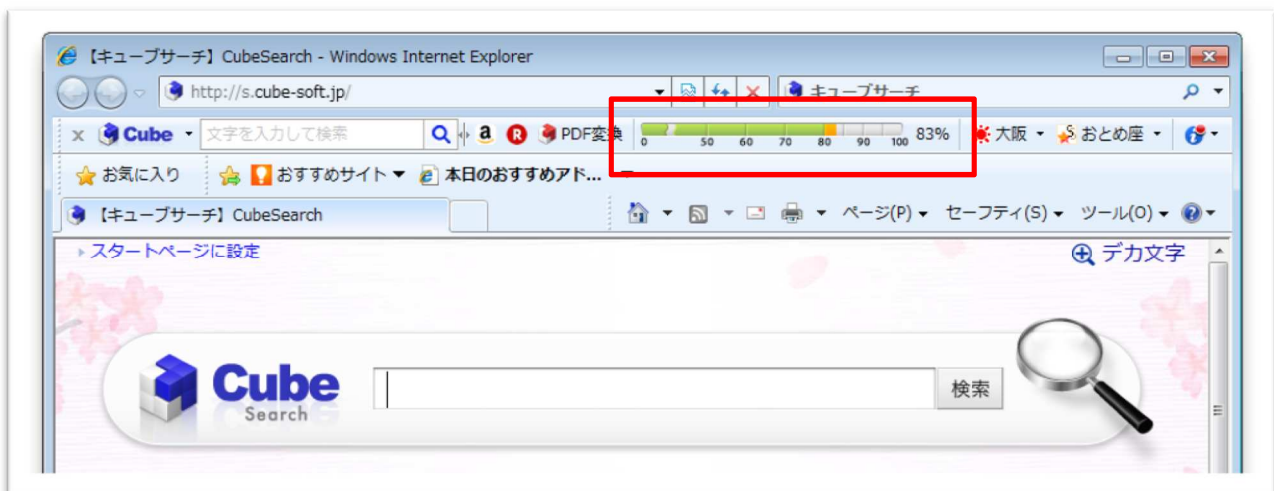 【キューブサーチ】CubeSearch - Windows Internet Explorer
http://s.cube-soft.jp/ キューブサーチ
x Cube 文字を入力して検索 a R PDF変換 0 50 60 70 80 90 100 83% 大阪 おとめ座
お気に入り おすすめサイト 本日のおすすめアド...
【キューブサーチ】CubeSearch ページ(P) セーフティ(S) ツール(O)
スタートページに設定 デカ文字
Cube
Search
検索